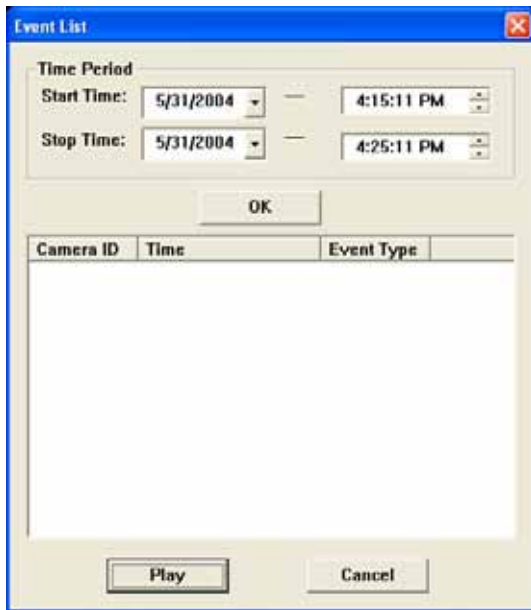 Event List
Time Period
Start Time: 5/31/2004 — 4:15:11 PM
Stop Time: 5/31/2004 — 4:25:11 PM
OK
Camera ID Time Event Type
Play Cancel